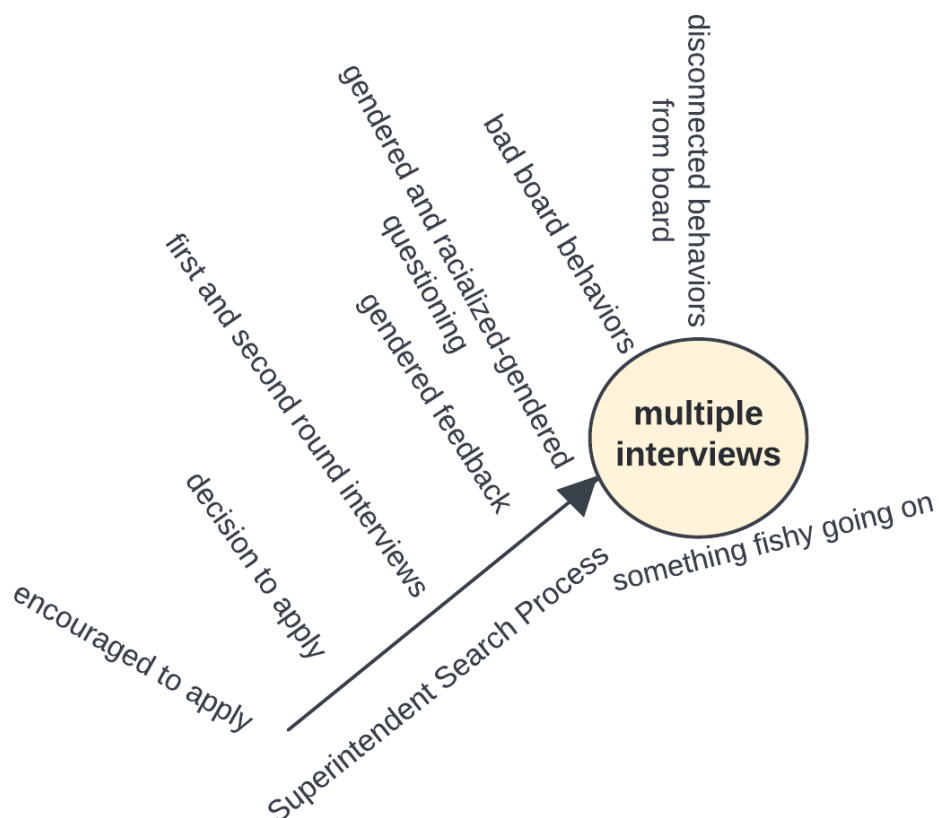 encouraged to apply
decision to apply
first and second round interviews
gendered feedback
gendered and racialized-gendered
questioning
bad board behaviors
disconnected behaviors
from board
multiple
interviews
something fishy going on
Superintendent Search Process